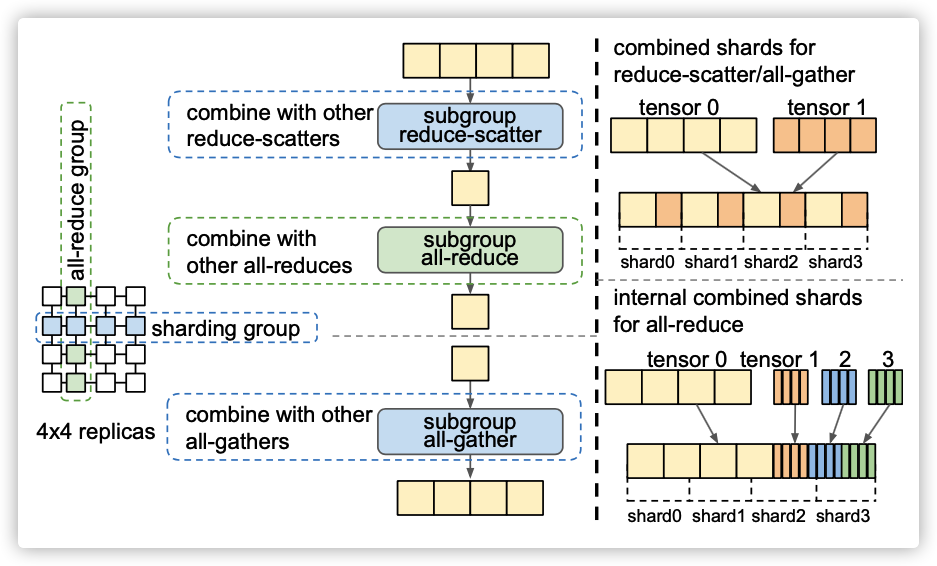 all-reduce group
sharding group
4x4 replicas
combine with other
reduce-scatters
subgroup
reduce-scatter
combine with
other all-reduces
subgroup
all-reduce
combine with other
all-gathers
subgroup
all-gather
combined shards for
reduce-scatter/all-gather
tensor 0 tensor 1
shard0 shard1 shard2 shard3
internal combined shards
for all-reduce
tensor 0 tensor 1 2 3
shard0 shard1 shard2 shard3